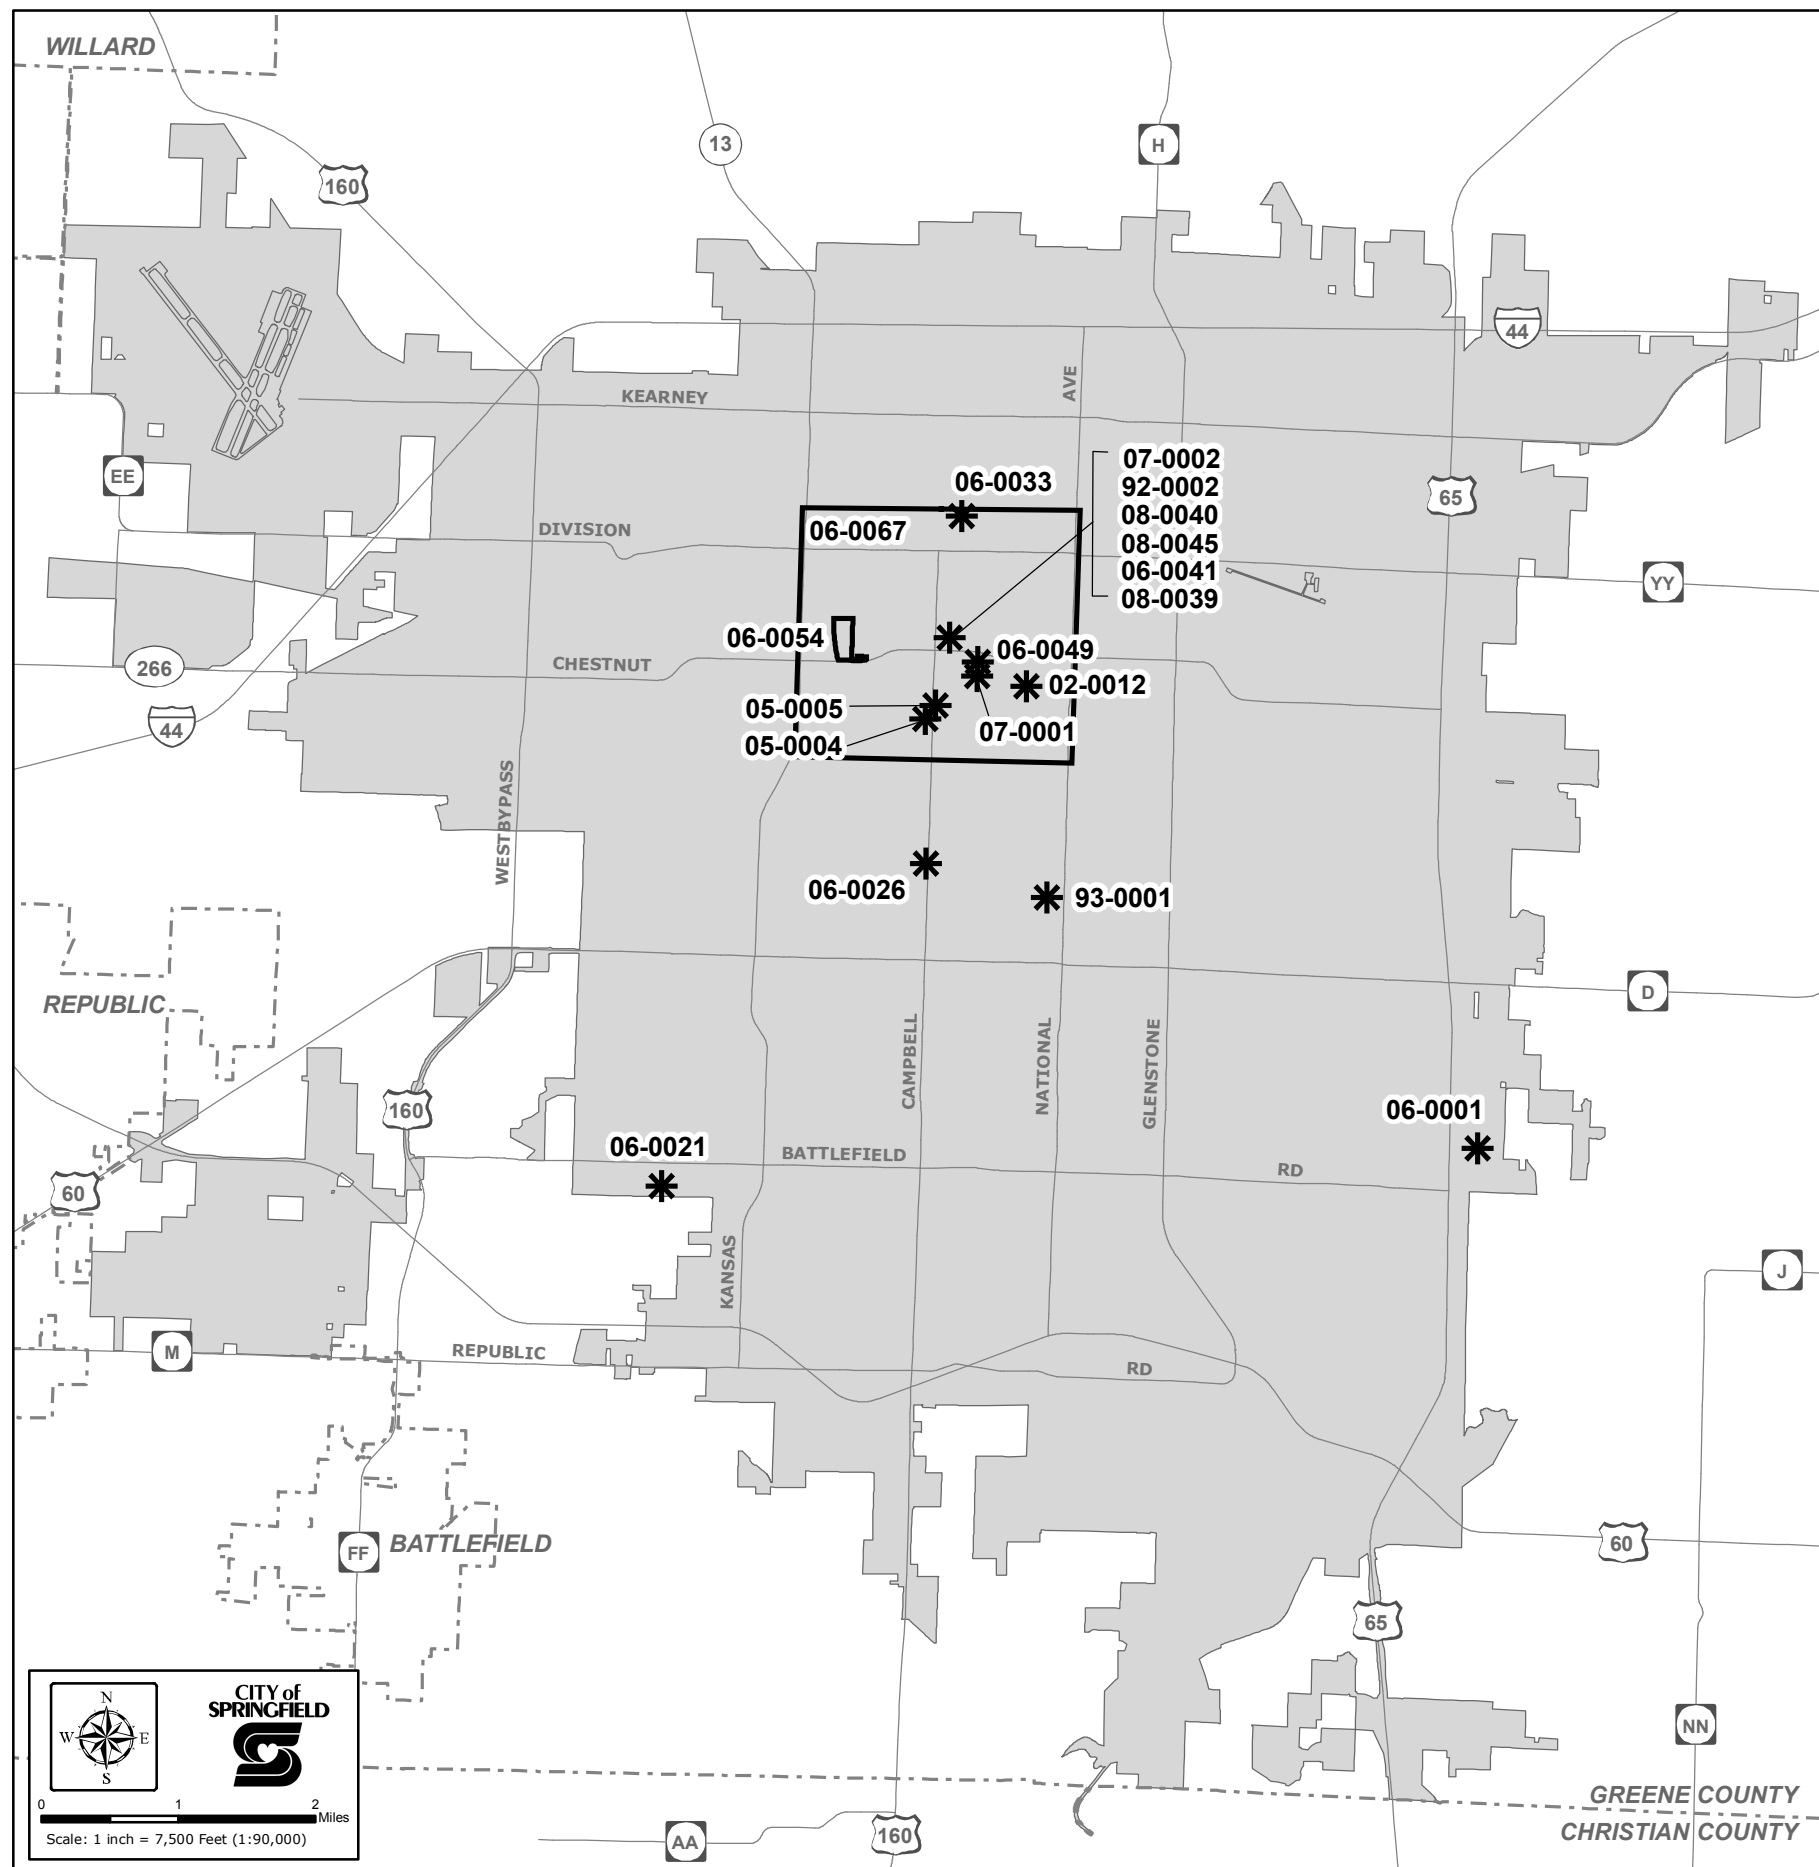 WILLARD
13
H
160
44
KEARNEY
AVE
EE
07-0002
92-0002
08-0040
08-0045
06-0041
08-0039
06-0033
65
DIVISION
06-0067
YY
06-0054
06-0049
CHESTNUT
266
02-0012
05-0005
44
07-0001
05-0004
WESTBYPASS
06-0026
93-0001
REPUBLIC
D
CAMPBELL
NATIONAL
GLENSTONE
160
06-0001
06-0021
BATTLEFIELD
RD
60
KANSAS
J
M
REPUBLIC
RD
FF
BATTLEFIELD
60
65
N
W
E
S
CITY of
SPRINGFIELD
NN
0 1 2
Miles
Scale: 1 inch = 7,500 Feet (1:90,000)
GREENE COUNTY
CHRISTIAN COUNTY
AA
160